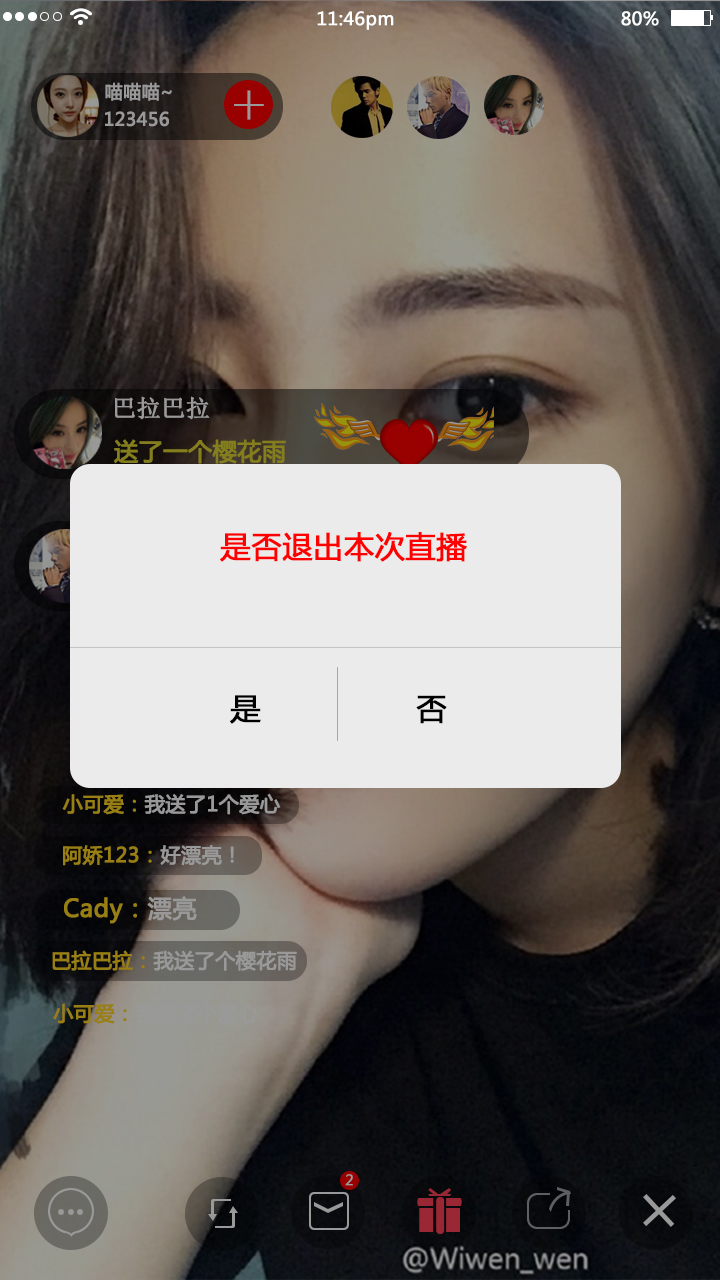 11:46pm
80%
喵喵喵~
123456
巴拉巴拉
送了一个樱花雨
是否退出本次直播
是
否
小可爱：我送了1个爱心
阿娇123：好漂亮！
Cady：漂亮
巴拉巴拉：我送了个樱花雨
小可爱：
2
@Wiwen_wen